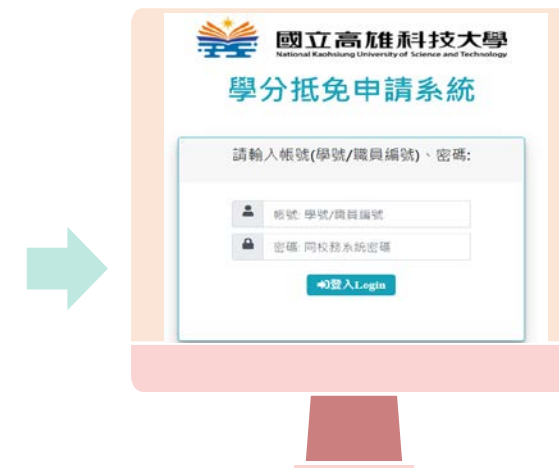 國立高雄科技大學
National Kaohsiung University of Science and Technology
學分抵免申請系統
請輸入帳號(學號/職員編號)、密碼:
帳號: 學號/職員編號
密碼: 同校務系統密碼
登入Login